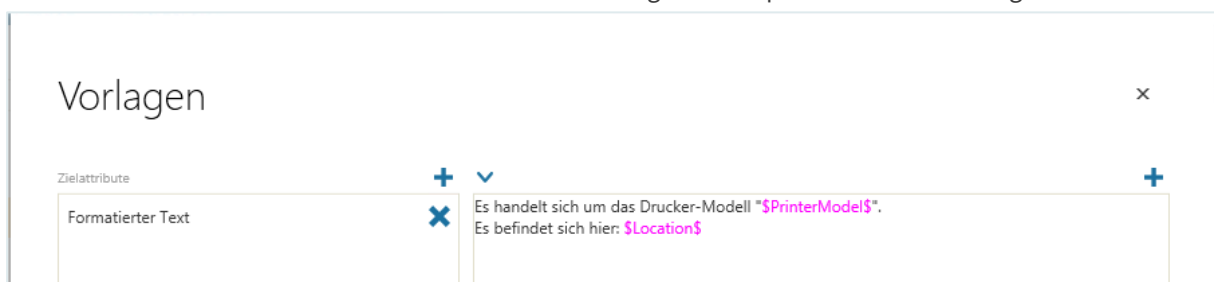 Vorlagen
Zielattribute
Formatierter Text
Es handelt sich um das Drucker-Modell "$PrinterModel$".
Es befindet sich hier: $Location$